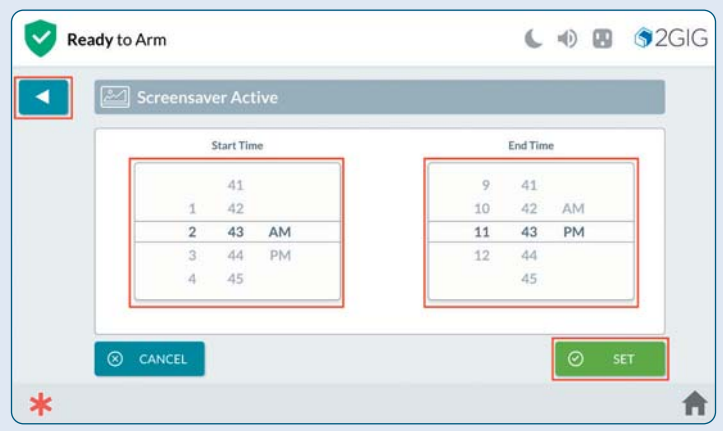 Ready to Arm
2GIG
Screensaver Active
Start Time End Time
41 9 41
1 42 10 42 AM
2 43 AM 11 43 PM
3 44 PM 12 44
4 45 45
CANCEL SET